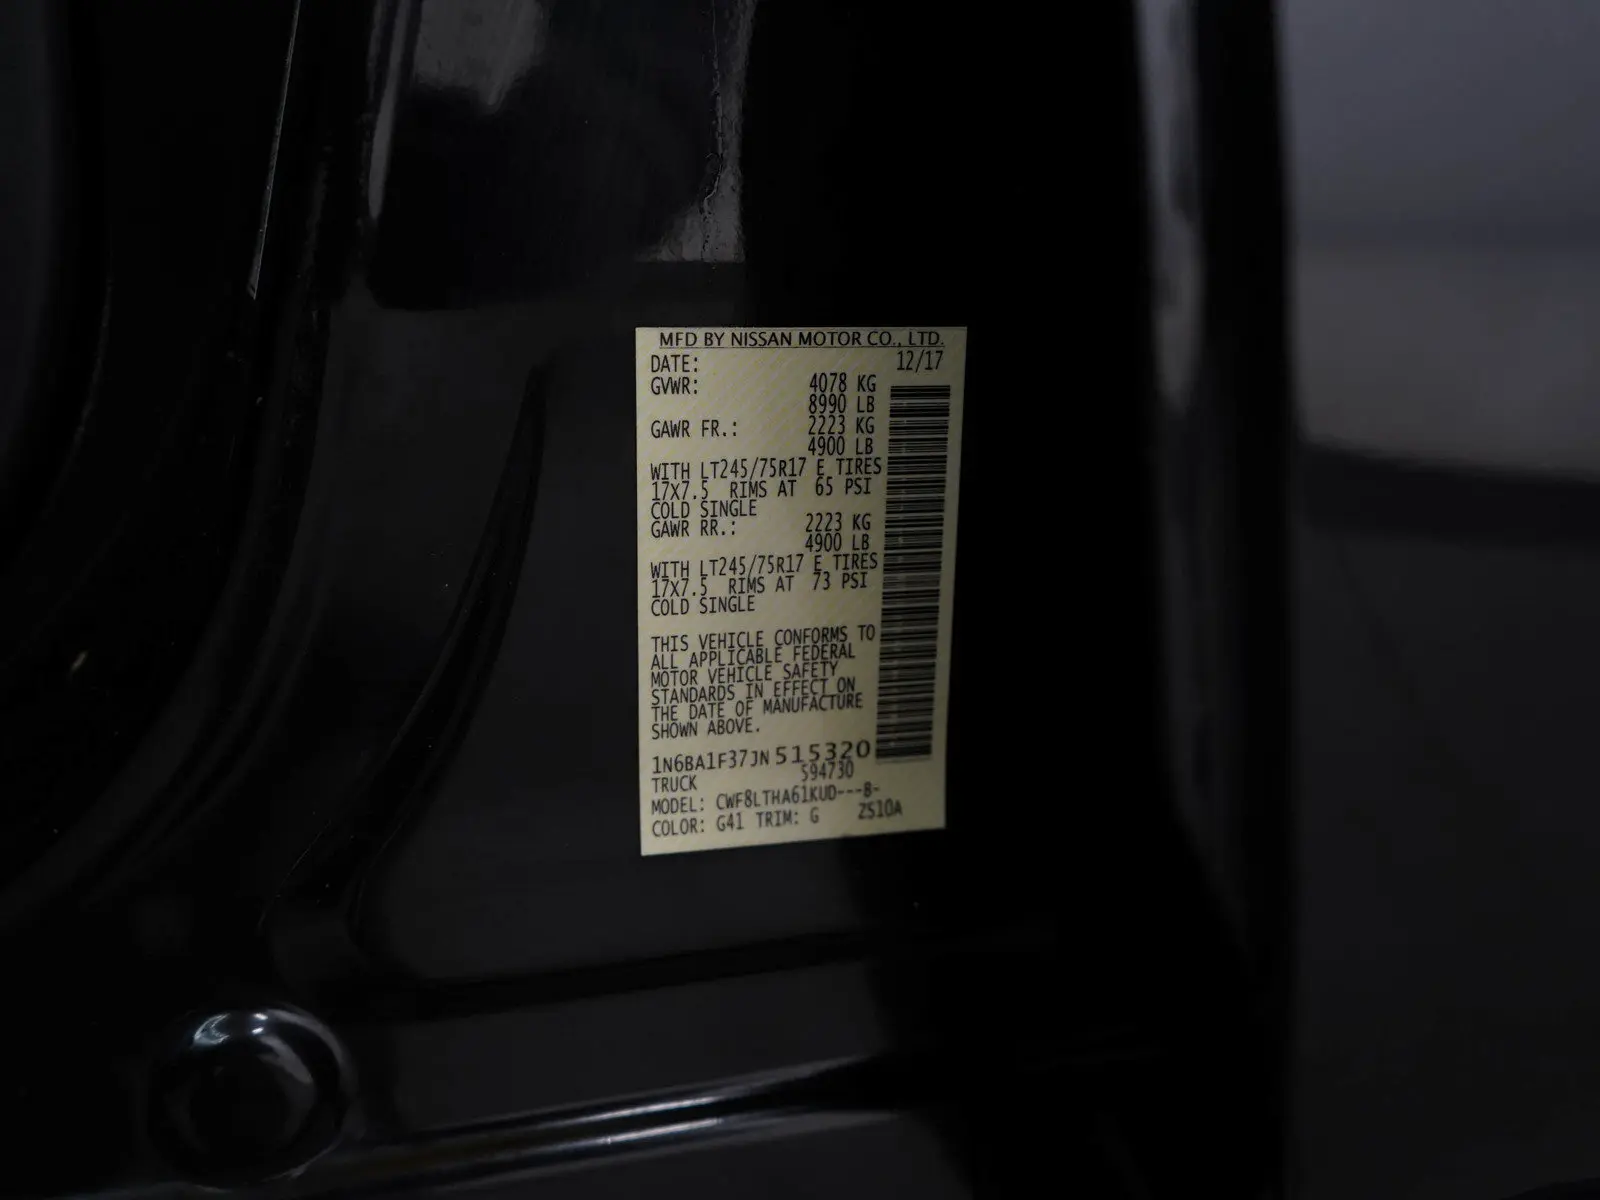 MFD BY NISSAN MOTOR CO., LTD.
DATE: 12/17
GVWR: 4078 KG
8990 LB
GAWR FR.: 2223 KG
4900 LB
WITH LT245/75R17 E TIRES
17X7.5 RIMS AT 65 PSI
COLD SINGLE
GAWR RR.: 2223 KG
4900 LB
WITH LT245/75R17 E TIRES
17X7.5 RIMS AT 73 PSI
COLD SINGLE
THIS VEHICLE CONFORMS TO
ALL APPLICABLE FEDERAL
MOTOR VEHICLE SAFETY
STANDARDS IN EFFECT ON
THE DATE OF MANUFACTURE
SHOWN ABOVE.
1N6BA1F37JN 515320
TRUCK S94730
MODEL: CWF8LTHA61KUD---B-
COLOR: G41 TRIM: G ZS10A